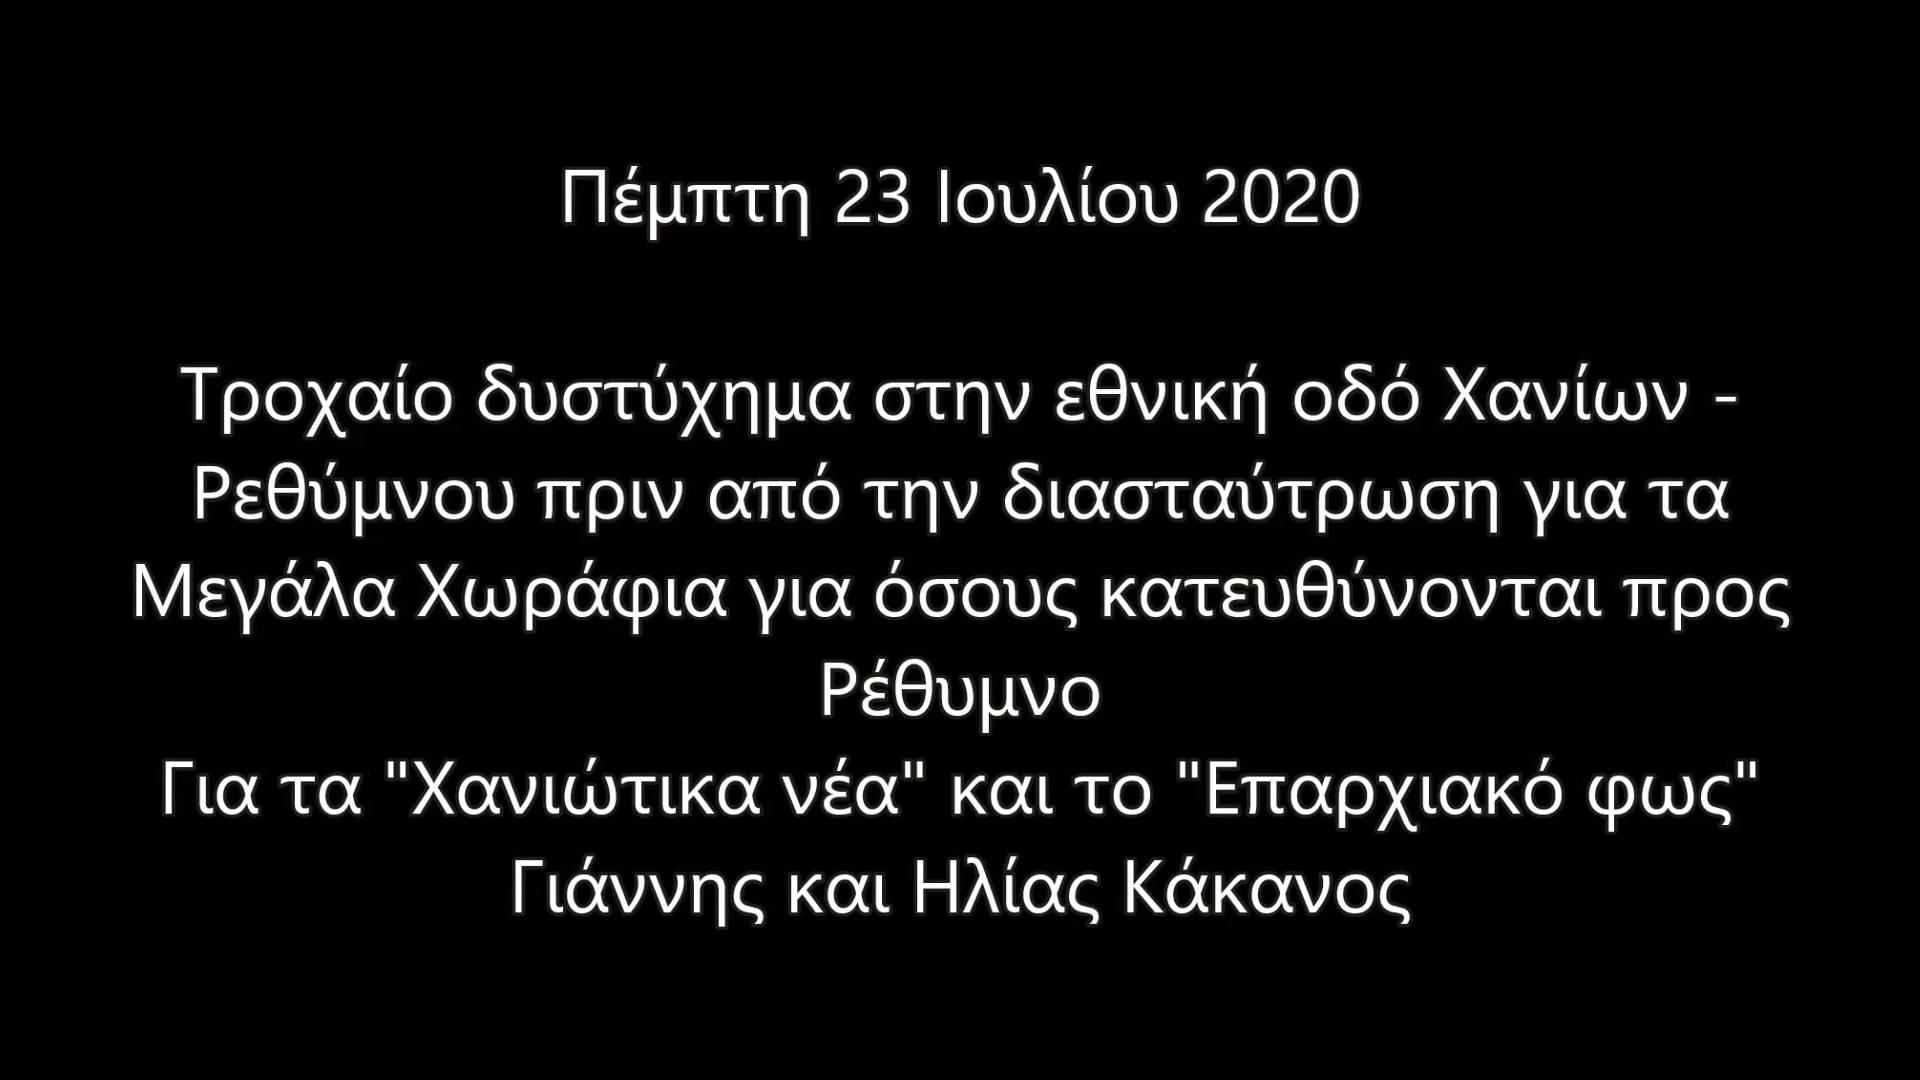 Πέμπτη 23 Ιουλίου 2020
Τροχαίο δυστύχημα στην εθνική οδό Χανίων -
Ρεθύμνου πριν από την διασταύτρωση για τα
Μεγάλα Χωράφια για όσους κατευθύνονται προς
Ρέθυμνο
Για τα "Χανιώτικα νέα" και το "Επαρχιακό φως"
Γιάννης και Ηλίας Κάκανος